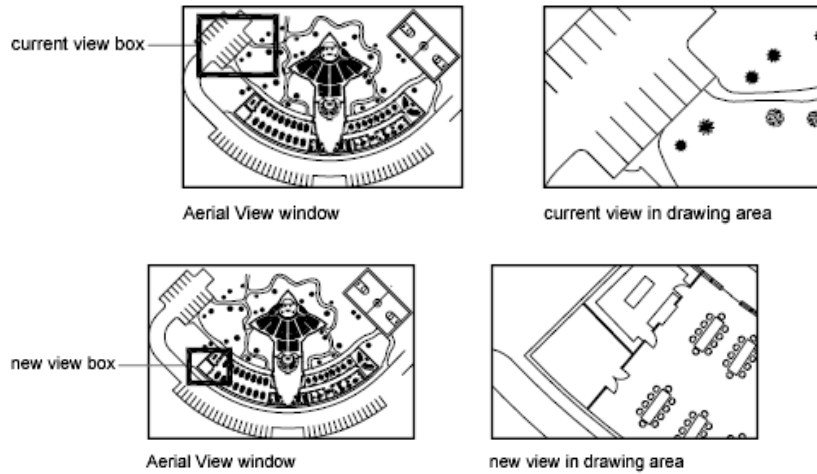 current view box
Aerial View window
current view in drawing area
new view box
Aerial View window
new view in drawing area